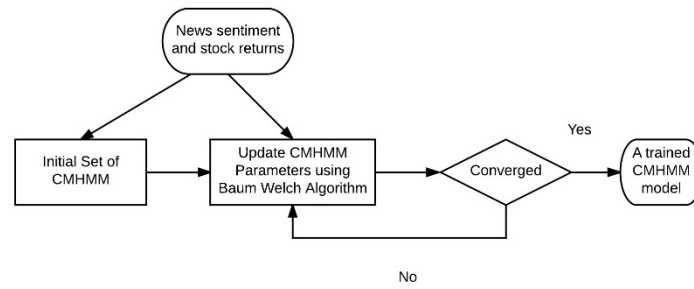 News sentiment
and stock returns
Initial Set of
CMHMM
Update CMHMM
Parameters using
Baum Welch Algorithm
Converged
Yes
A trained
CMHMM
model
No